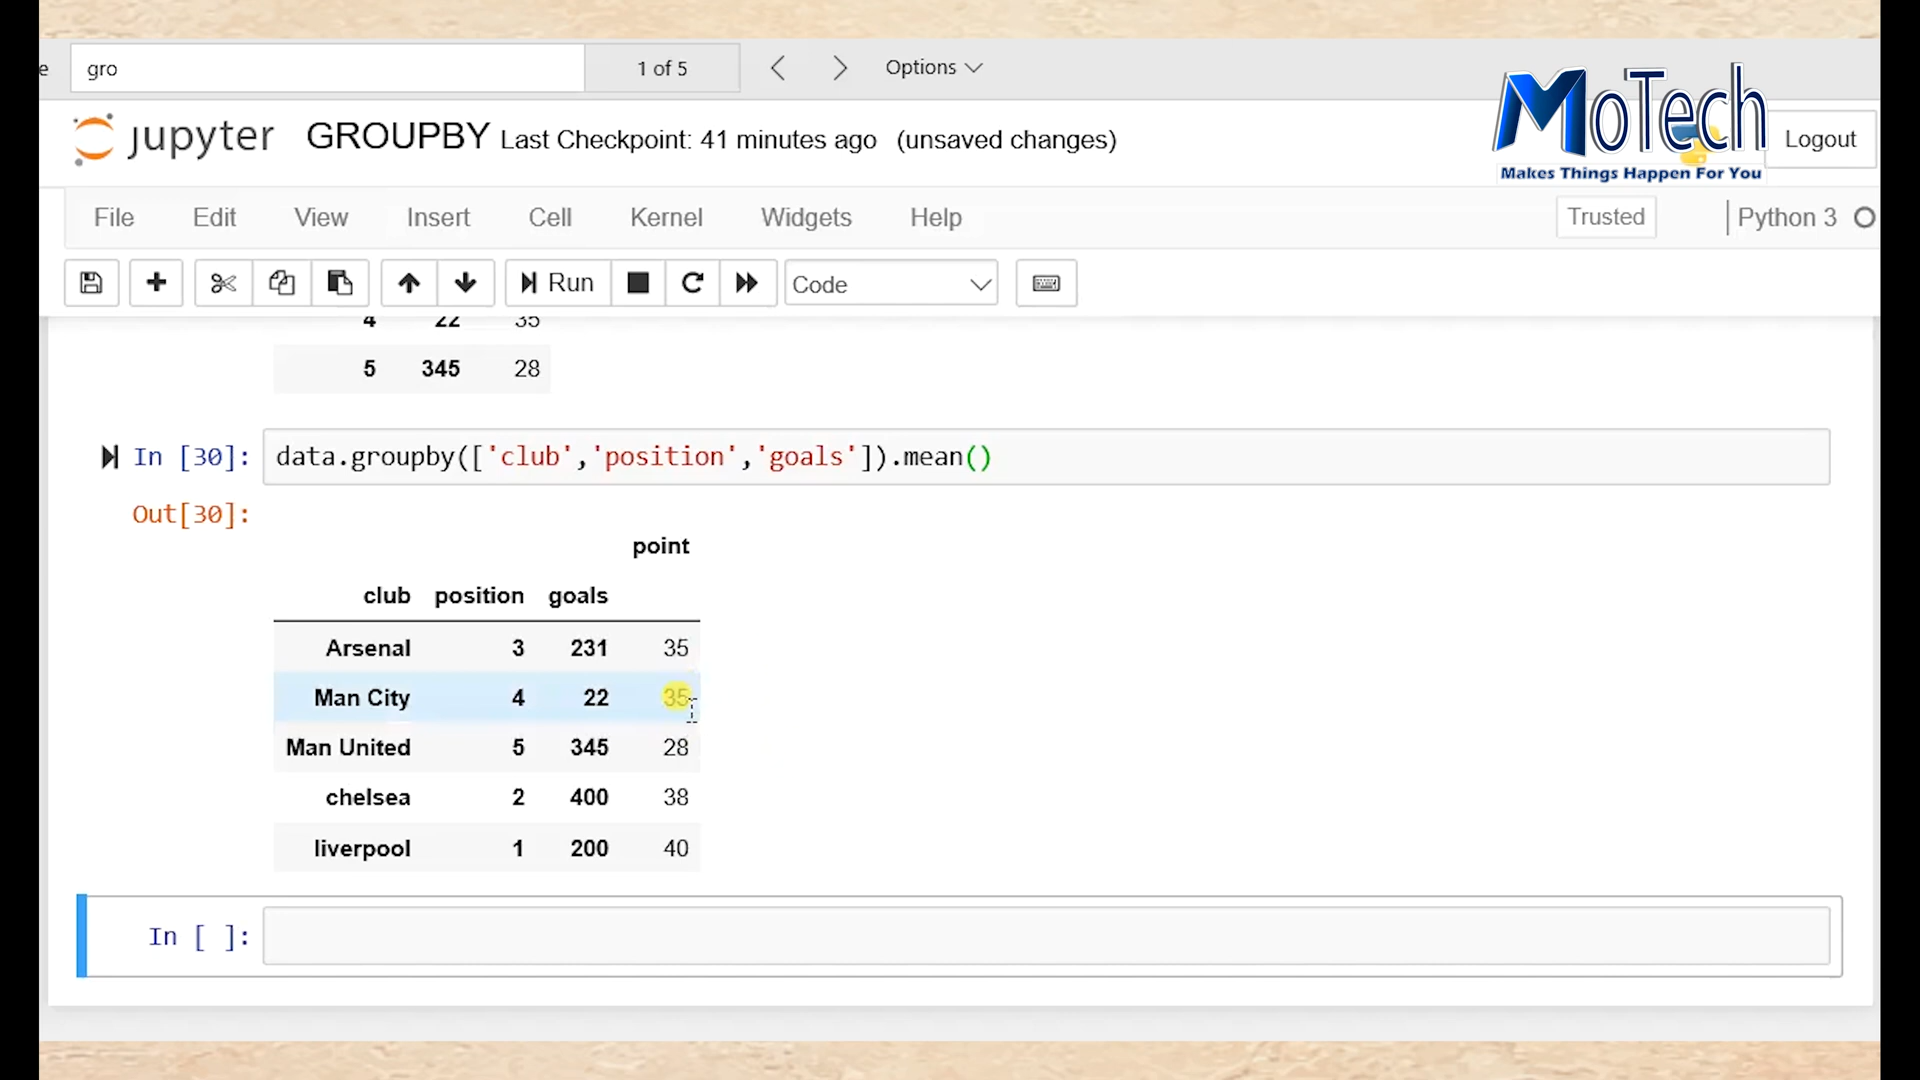 e gro 1 of 5 Options
jupyter GROUPBY Last Checkpoint: 41 minutes ago (unsaved changes) Logout
MoTech
Makes Things Happen For You
File Edit View Insert Cell Kernel Widgets Help Trusted Python 3
Run Code
4 22 35
5 345 28
In [30]: data.groupby(['club','position','goals']).mean()
Out[30]:
point
club position goals
Arsenal 3 231 35
Man City 4 22 35
Man United 5 345 28
chelsea 2 400 38
liverpool 1 200 40
In [ ]: